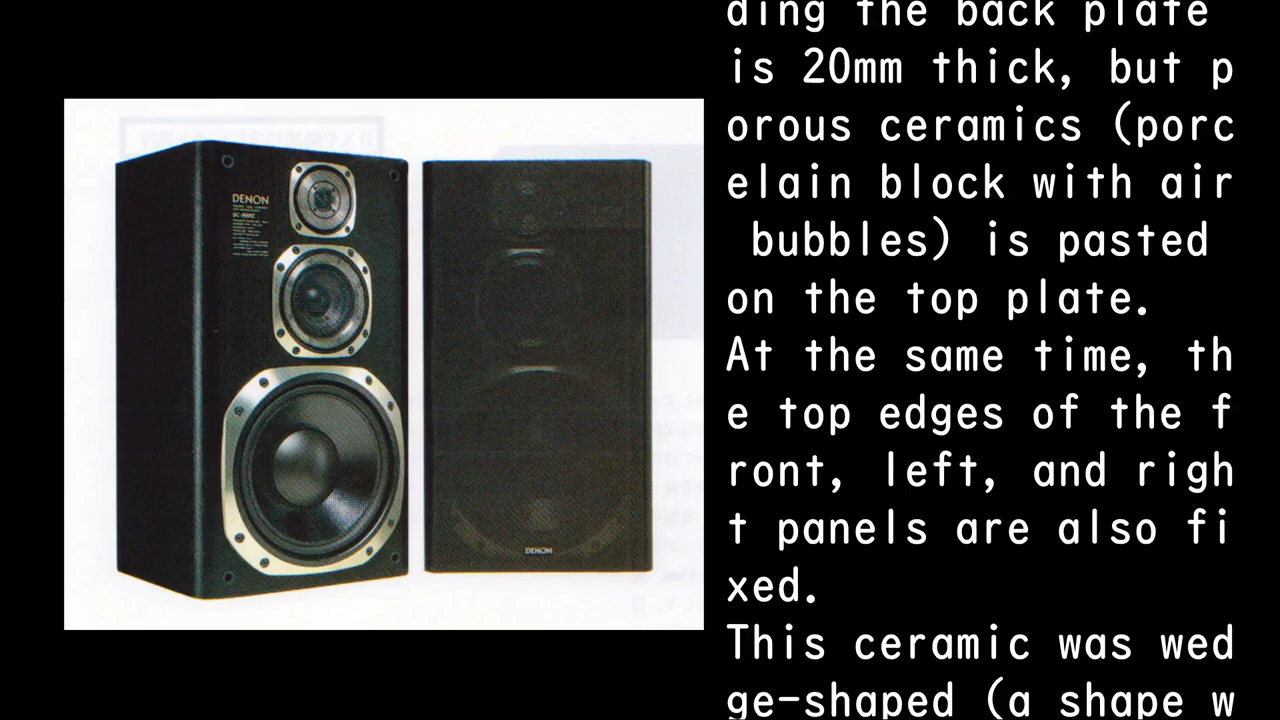 DENON
DENON
ding the back plate
is 20mm thick, but p
orous ceramics (porc
elain block with air
bubbles) is pasted
on the top plate.
At the same time, th
e top edges of the f
ront, left, and righ
t panels are also fi
xed.
This ceramic was wed
ge-shaped (a shape w